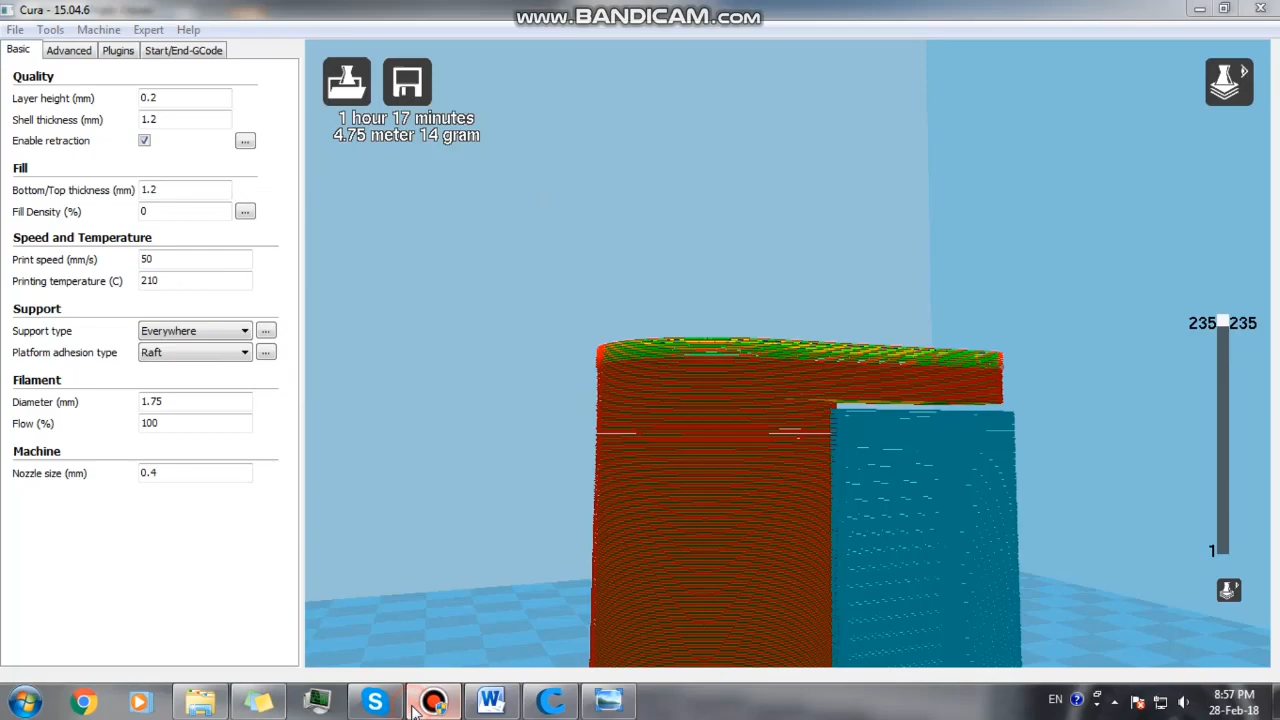 Cura - 15.04.6
www.BANDICAM.com
File Tools Machine Expert Help
Basic Advanced Plugins Start/End-GCode
Quality
Layer height (mm) 0.2
Shell thickness (mm) 1.2
Enable retraction ...
Fill
Bottom/Top thickness (mm) 1.2
Fill Density (%) 0 ...
Speed and Temperature
Print speed (mm/s) 50
Printing temperature (C) 210
Support
Support type Everywhere ...
Platform adhesion type Raft ...
Filament
Diameter (mm) 1.75
Flow (%) 100
Machine
Nozzle size (mm) 0.4
1 hour 17 minutes
4.75 meter 14 gram
235 235
1
S W
EN ? 8:57 PM
28-Feb-18